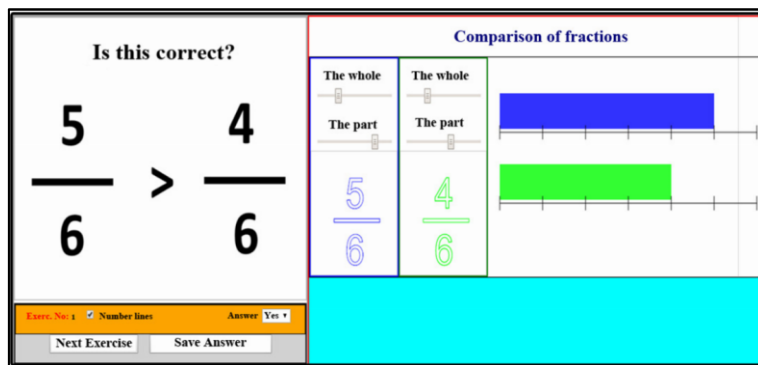 Is this correct?
5
6
>
4
6
Exerc. No: 1 Number lines Answer Yes
Next Exercise Save Answer
Comparison of fractions
The whole The whole
The part The part
5 4
6 6